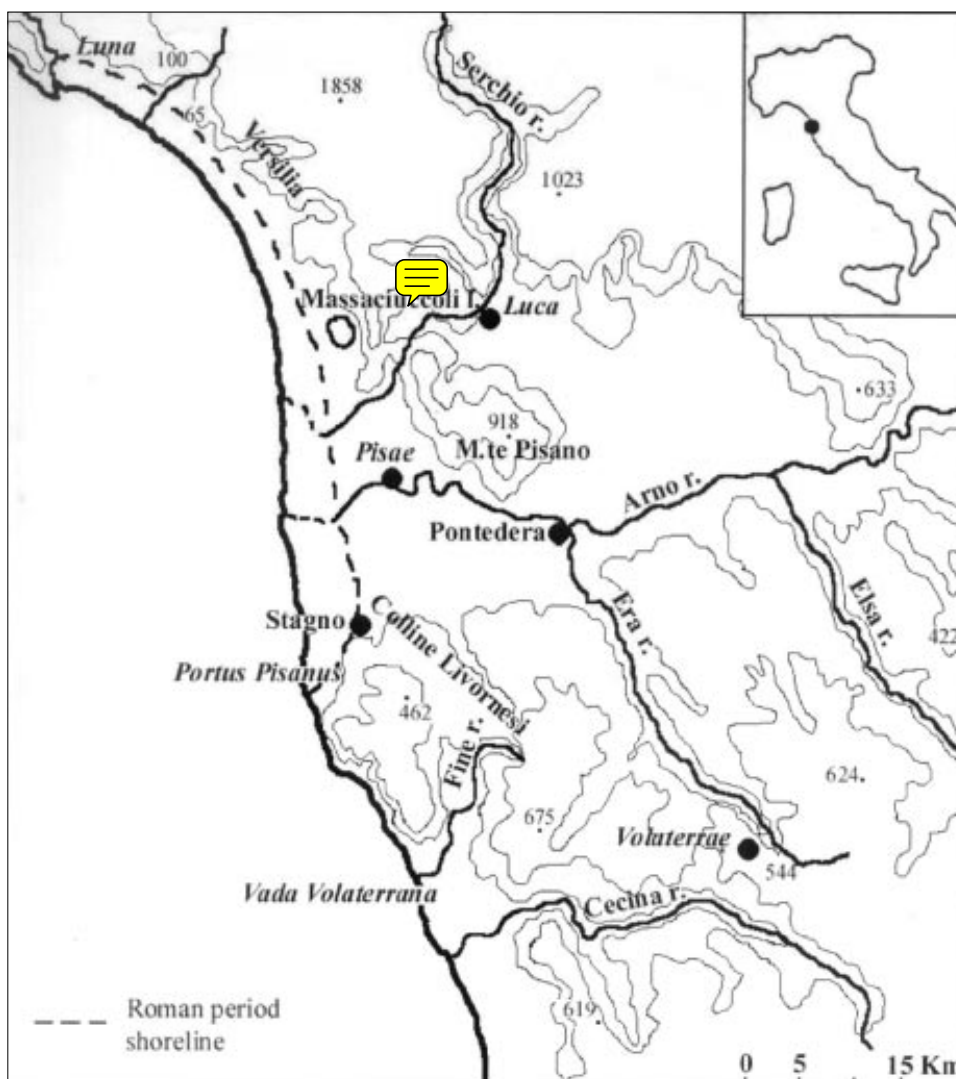 Luna
100
1858
Serchio r.
65
Versilia
1023
Massaciuccoli l.
Luca
633
918
M.te Pisano
Pisae
Arno r.
Pontedera
Era r.
Elsa r.
Stagno
Colline Livornesi
422
Portus Pisanus
462
Fine r.
624
675
Volaterrae
544
Vada Volaterrana
Cecina r.
619
Roman period
shoreline
0 5 15 Km